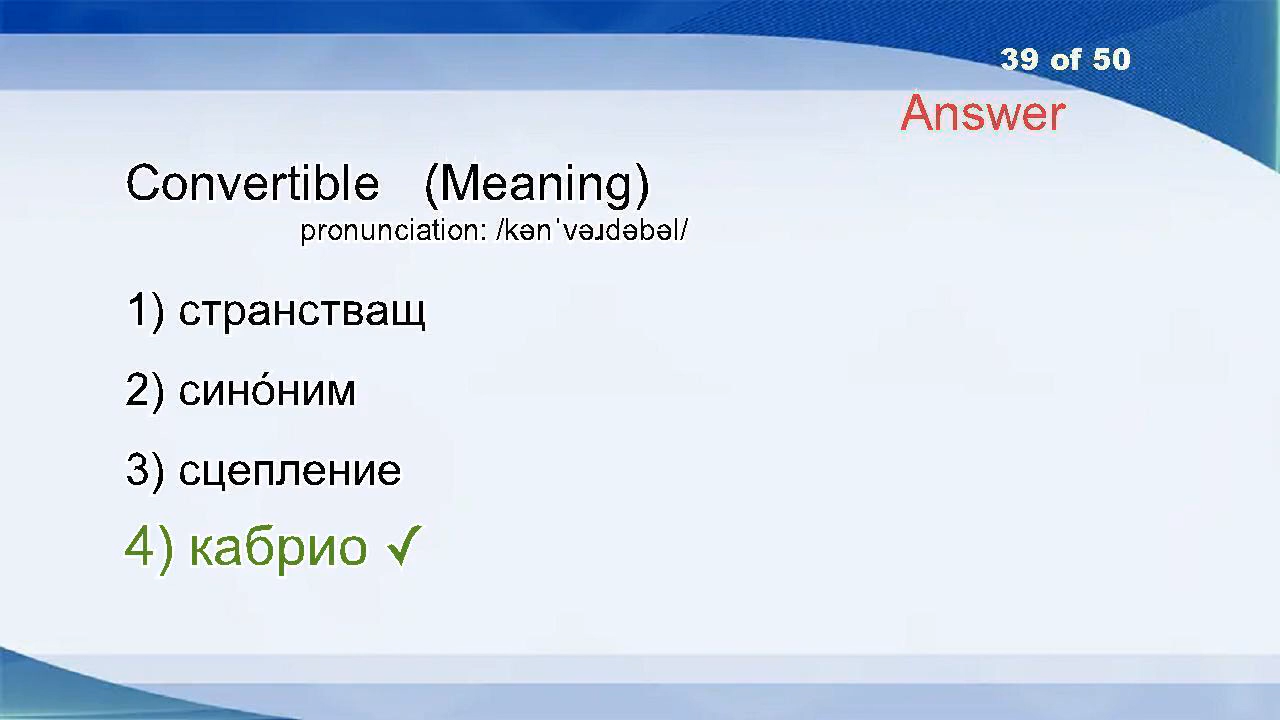 39 of 50
Answer
Convertible (Meaning)
pronunciation: /kənˈvəɹdəbəl/
1) странстващ
2) сино́ним
3) сцепление
4) кабрио ✓